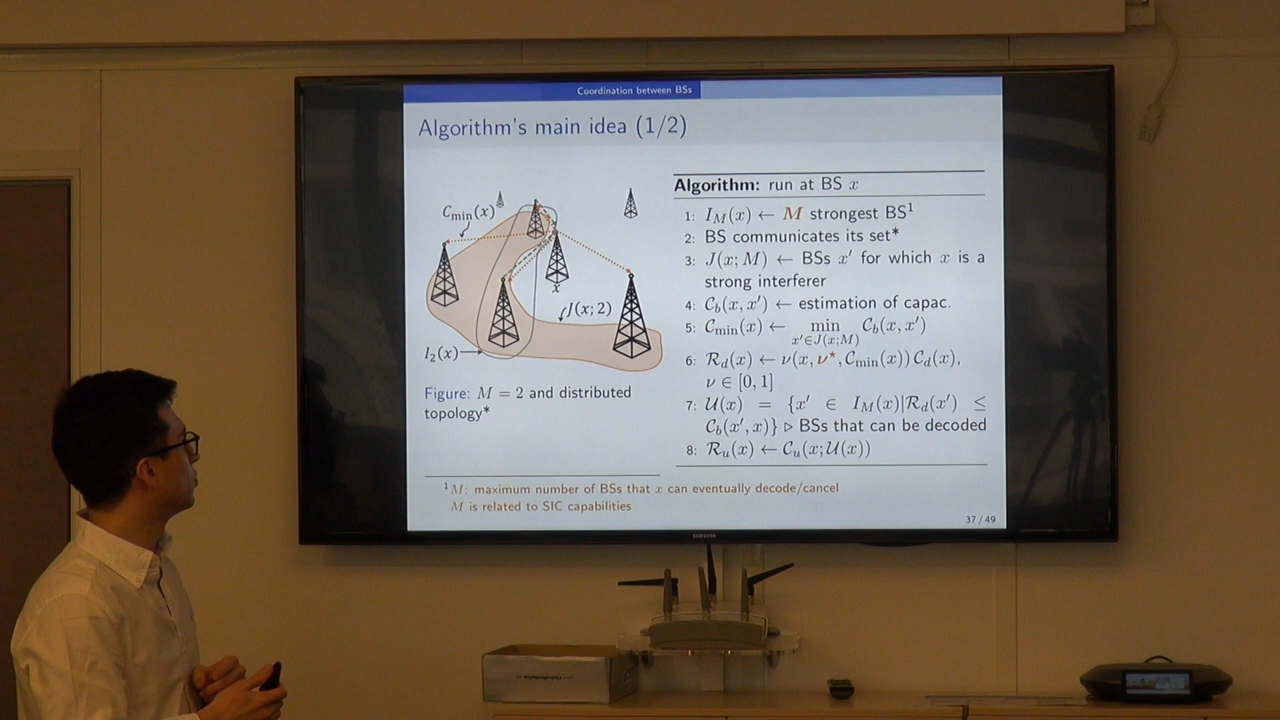 Coordination between BSs
Algorithm's main idea (1/2)
C_min(x)
x
J(x; 2)
I_2(x)
Figure: M = 2 and distributed
topology*
Algorithm: run at BS x
1: I_M(x) ← M strongest BS¹
2: BS communicates its set*
3: J(x; M) ← BSs x′ for which x is a
strong interferer
4: C_b(x, x′) ← estimation of capac.
5: C_min(x) ← min C_b(x, x′)
x′∈J(x;M)
6: R_d(x) ← ν(x, ν*, C_min(x)) C_d(x),
ν ∈ [0, 1]
7: U(x) = {x′ ∈ I_M(x)|R_d(x′) ≤
C_b(x′, x)} ▷ BSs that can be decoded
8: R_u(x) ← C_u(x; U(x))
¹M: maximum number of BSs that x can eventually decode/cancel
M is related to SIC capabilities
37 / 49
SAMSUNG